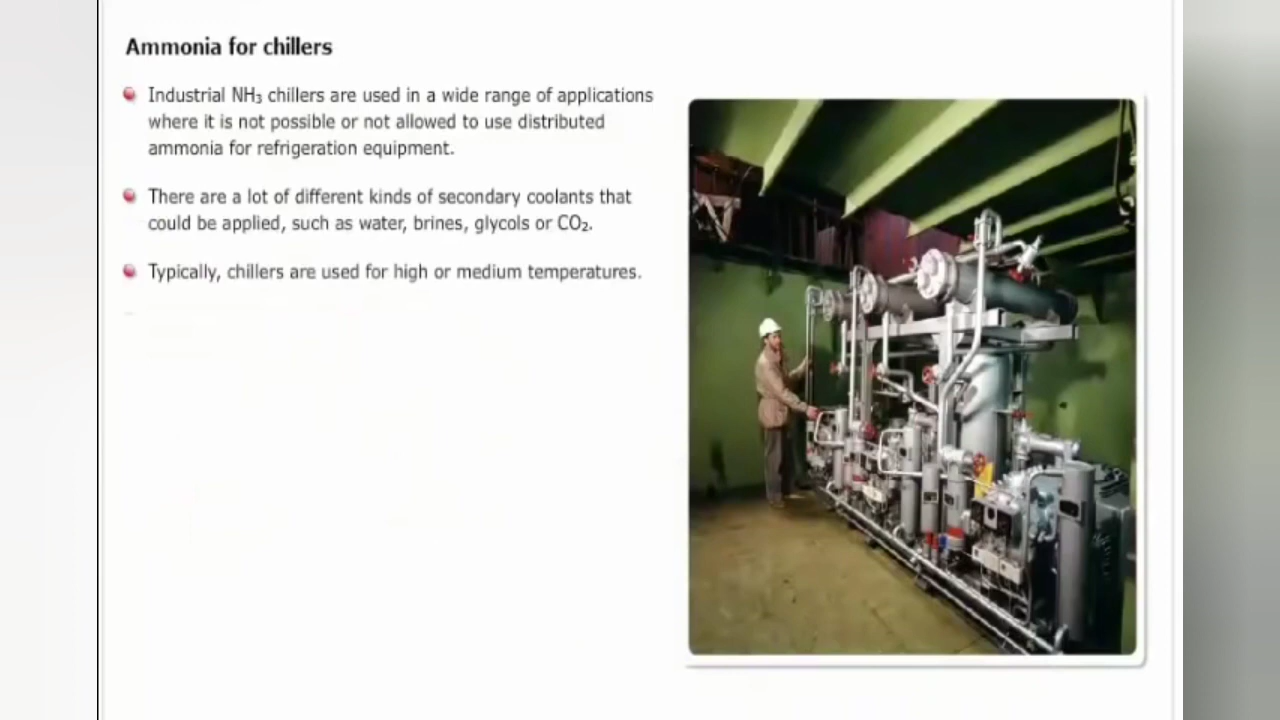 Ammonia for chillers
Industrial NH₃ chillers are used in a wide range of applications
where it is not possible or not allowed to use distributed
ammonia for refrigeration equipment.
There are a lot of different kinds of secondary coolants that
could be applied, such as water, brines, glycols or CO₂.
Typically, chillers are used for high or medium temperatures.